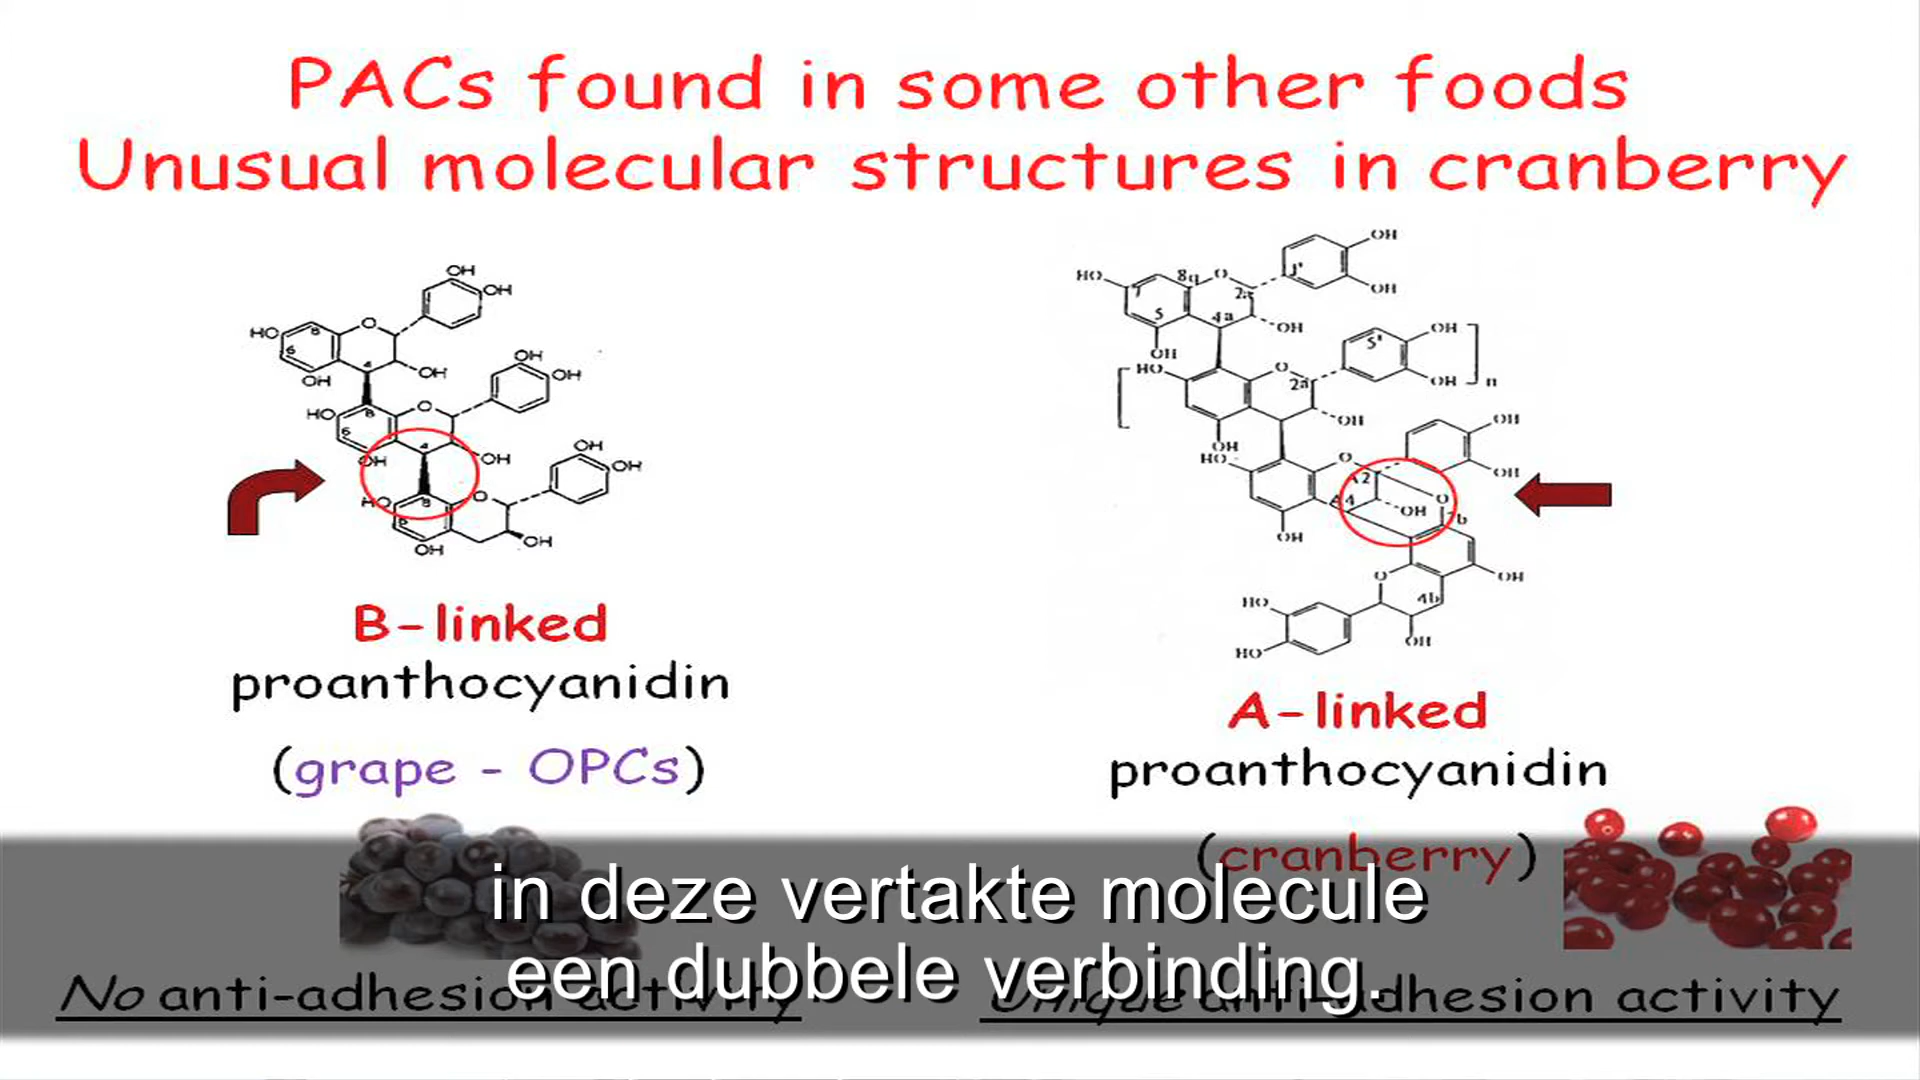 PACs found in some other foods
Unusual molecular structures in cranberry
B-linked
proanthocyanidin
(grape - OPCs)
A-linked
proanthocyanidin
(cranberry)
No anti-adhesion activity
Unique anti-adhesion activity
in deze vertakte molecule
een dubbele verbinding.